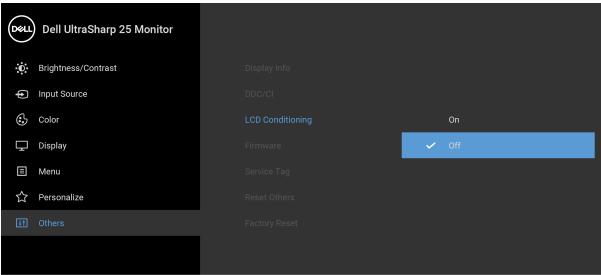 DELL Dell UltraSharp 25 Monitor
Brightness/Contrast
Input Source
Color
Display
Menu
Personalize
Others
Display Info
DDC/CI
LCD Conditioning
Firmware
Service Tag
Reset Others
Factory Reset
On
Off